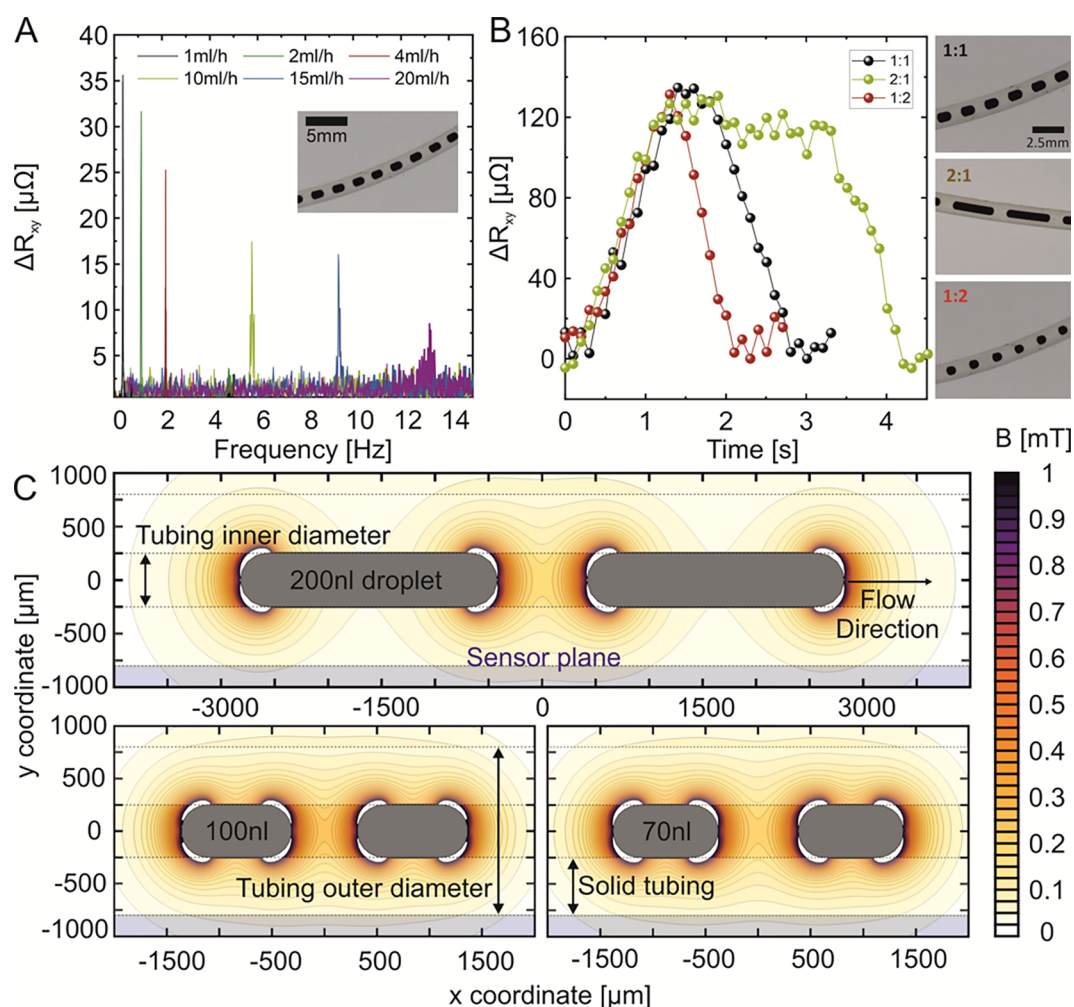 A
ΔRxy [μΩ]
40
35
30
25
20
15
10
5
1ml/h 2ml/h 4ml/h
10ml/h 15ml/h 20ml/h
5mm
0 2 4 6 8 10 12 14
Frequency [Hz]
B
ΔRxy [μΩ]
160
120
80
40
0
1:1
2:1
1:2
0 1 2 3 4
Time [s]
1:1
2.5mm
2:1
1:2
C
y coordinate [μm]
1000
500
0
-500
-1000
Tubing inner diameter
200nl droplet
Flow
Direction
Sensor plane
-3000 -1500 0 1500 3000
1000
500
0
-500
-1000
100nl
Tubing outer diameter
-1500 -500 500 1500
70nl
Solid tubing
-1500 -500 500 1500
x coordinate [μm]
B [mT]
1
0.9
0.8
0.7
0.6
0.5
0.4
0.3
0.2
0.1
0